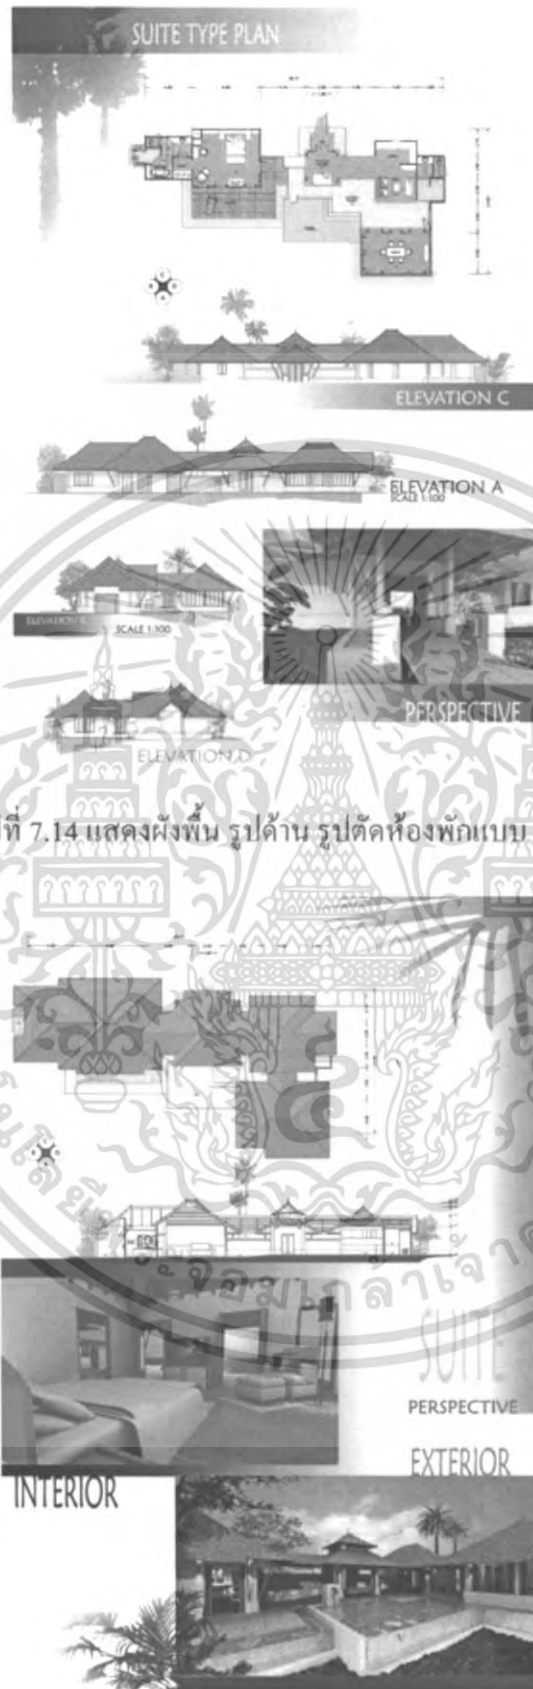 SUITE TYPE PLAN
ELEVATION C
ELEVATION A
SCALE 1:100
SCALE 1:100
PERSPECTIVE
ELEVATION D
ที่ 7.14 แสดงผังพื้น รูปด้าน รูปตัดห้องพักแบบ
SUITE
PERSPECTIVE
EXTERIOR
INTERIOR